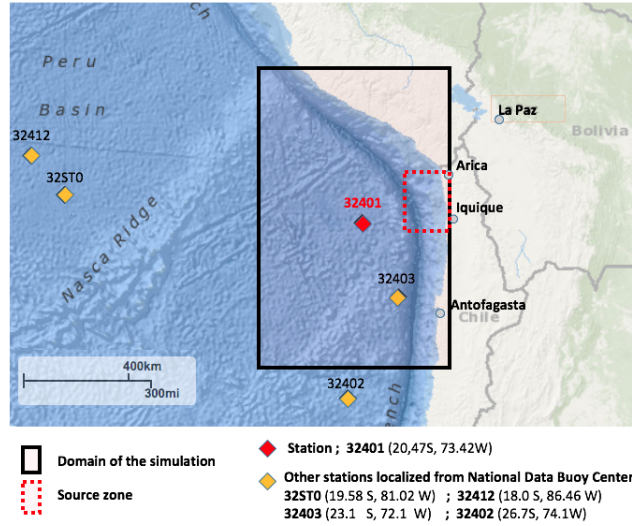 ch
Peru
Basin
La Paz
Bolivia
32412
Arica
32ST0
32401
Iquique
Nasca Ridge
32403
Antofagasta
Chile
400km
300mi
32402
ench
Station ; 32401 (20,47S, 73.42W)
Domain of the simulation
Other stations localized from National Data Buoy Center
Source zone
32ST0 (19.58 S, 81.02 W) ; 32412 (18.0 S, 86.46 W)
32403 (23.1 S, 72.1 W) ; 32402 (26.7S, 74.1W)